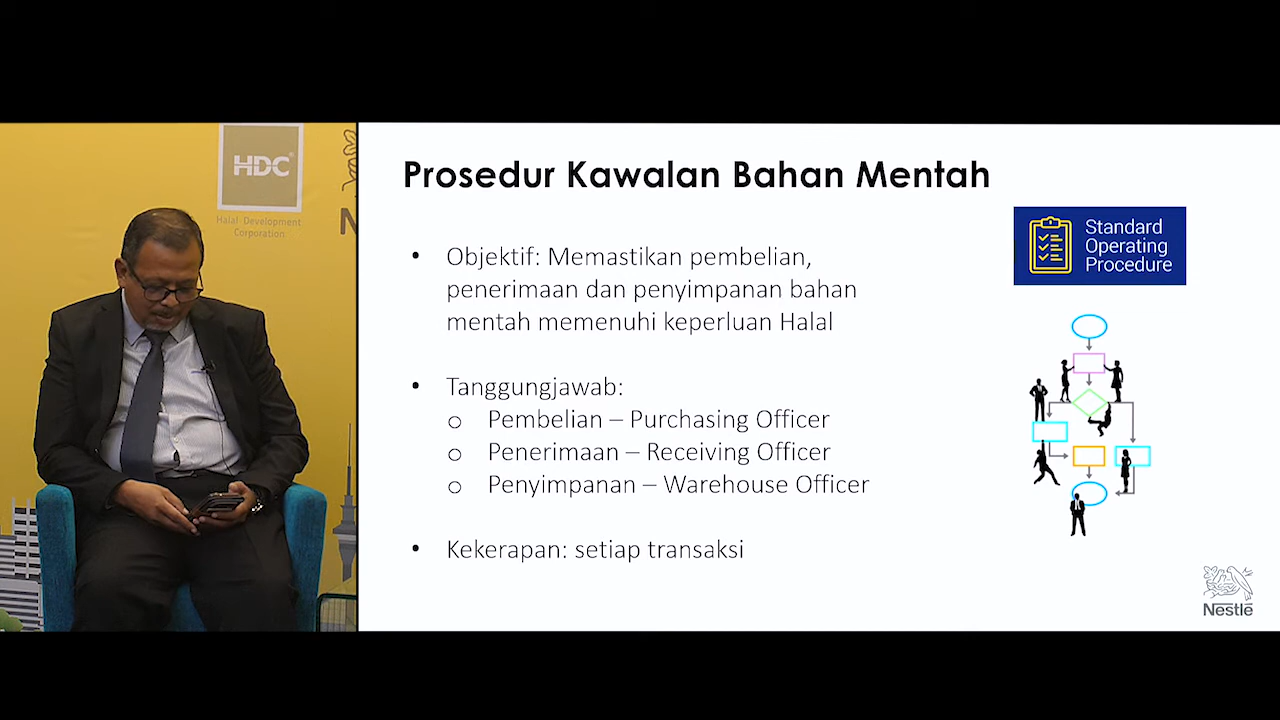 HDC
Halal Development
Corporation
Prosedur Kawalan Bahan Mentah
Standard
Operating
Procedure
• Objektif: Memastikan pembelian,
penerimaan dan penyimpanan bahan
mentah memenuhi keperluan Halal
• Tanggungjawab:
o Pembelian – Purchasing Officer
o Penerimaan – Receiving Officer
o Penyimpanan – Warehouse Officer
• Kekerapan: setiap transaksi
Nestlé